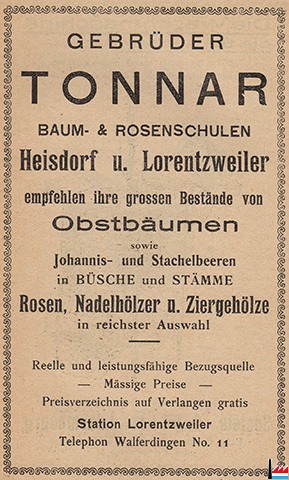 GEBRÜDER
TONNAR
BAUM- & ROSENSCHULEN
Heisdorf u. Lorentzweiler
empfehlen ihre grossen Bestände von
Obstbäumen
sowie
Johannis- und Stachelbeeren
in BÜSCHE und STÄMME
Rosen, Nadelhölzer u. Ziergehölze
in reichster Auswahl
Reelle und leistungsfähige Bezugsquelle
— Mässige Preise —
Preisverzeichnis auf Verlangen gratis
Station Lorentzweiler
Telephon Walferdingen No. 11